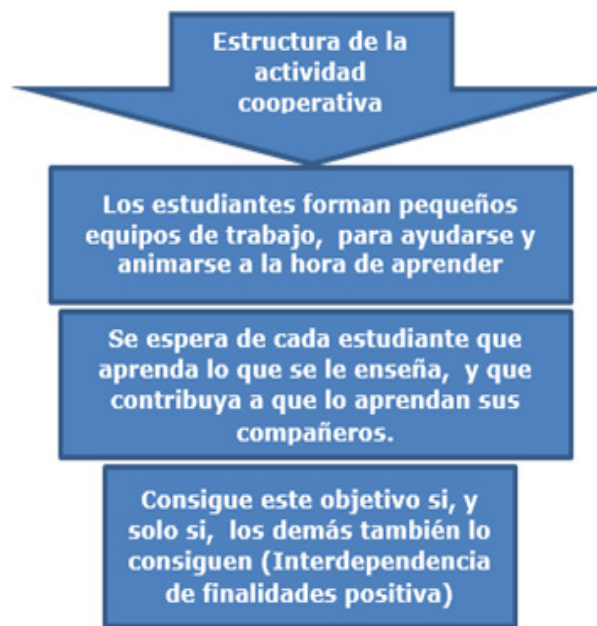 Estructura de la
actividad
cooperativa
Los estudiantes forman pequeños
equipos de trabajo, para ayudarse y
animarse a la hora de aprender
Se espera de cada estudiante que
aprenda lo que se le enseña, y que
contribuya a que lo aprendan sus
compañeros.
Consigue este objetivo si, y
solo si, los demás también lo
consiguen (Interdependencia
de finalidades positiva)